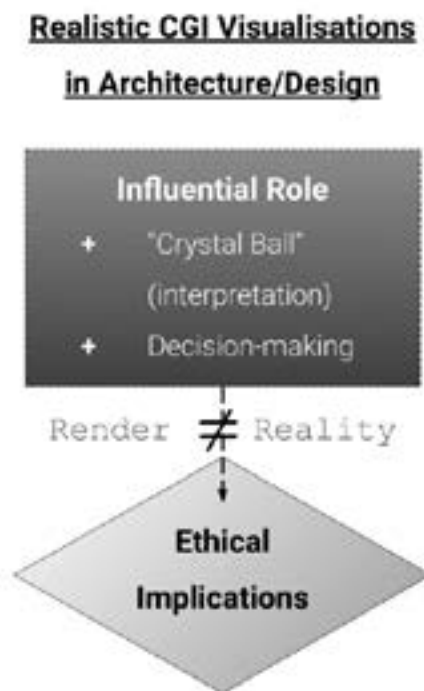 Realistic CGI Visualisations
in Architecture/Design
Influential Role
+ "Crystal Ball"
(interpretation)
+ Decision-making
Render ≠ Reality
Ethical
Implications